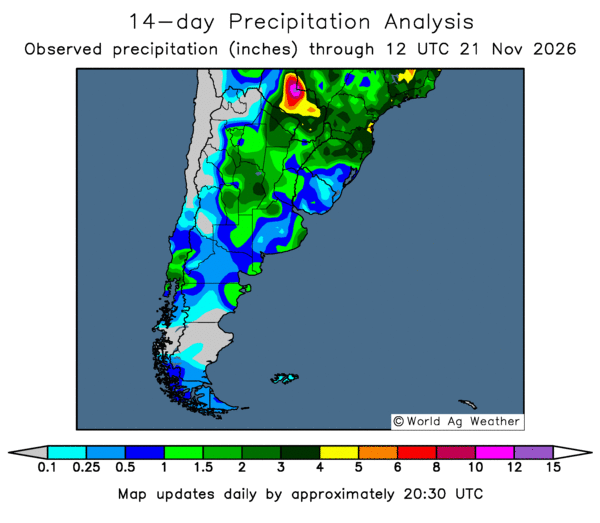 14-day Precipitation Analysis
Observed precipitation (inches) through 12 UTC 21 Nov 2026
© World Ag Weather
0.1 0.25 0.5 1 1.5 2 3 4 5 6 8 10 12 15
Map updates daily by approximately 20:30 UTC